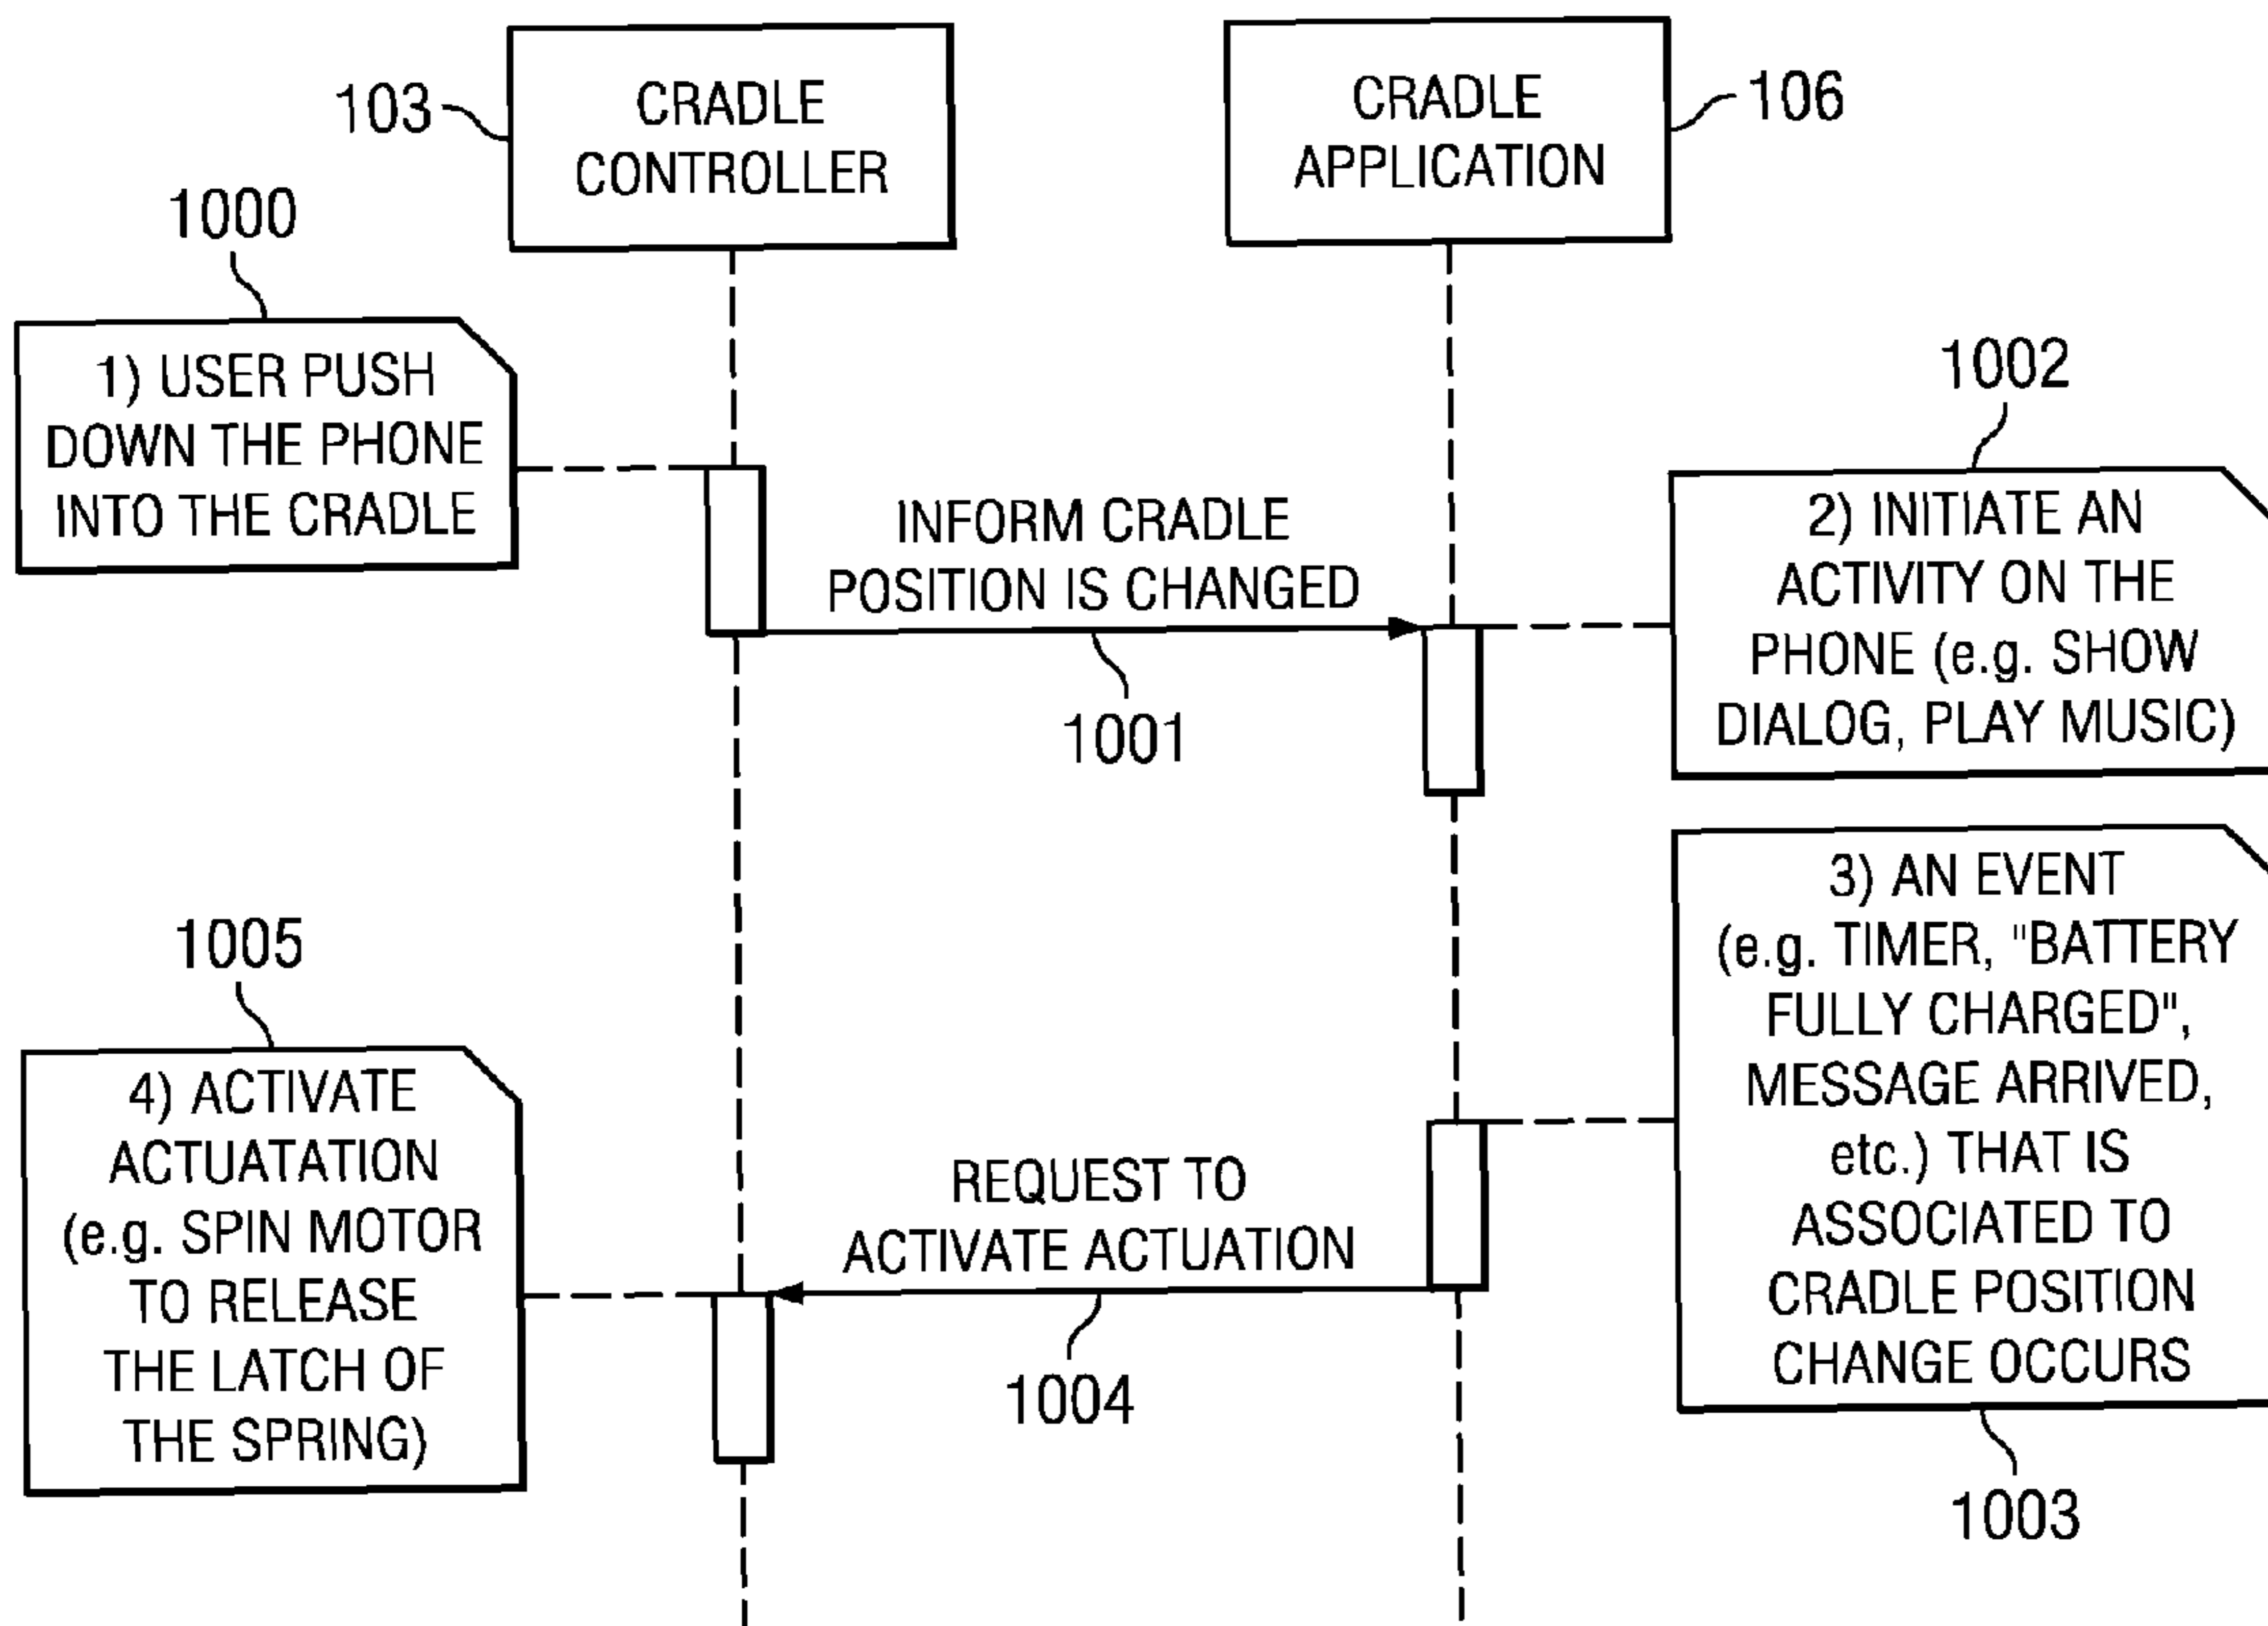 103
CRADLE
CONTROLLER
CRADLE
APPLICATION
106
1000
1) USER PUSH
DOWN THE PHONE
INTO THE CRADLE
INFORM CRADLE
POSITION IS CHANGED
1001
1002
2) INITIATE AN
ACTIVITY ON THE
PHONE (e.g. SHOW
DIALOG, PLAY MUSIC)
3) AN EVENT
(e.g. TIMER, "BATTERY
FULLY CHARGED",
MESSAGE ARRIVED,
etc.) THAT IS
ASSOCIATED TO
CRADLE POSITION
CHANGE OCCURS
1003
REQUEST TO
ACTIVATE ACTUATION
1004
1005
4) ACTIVATE
ACTUATATION
(e.g. SPIN MOTOR
TO RELEASE
THE LATCH OF
THE SPRING)